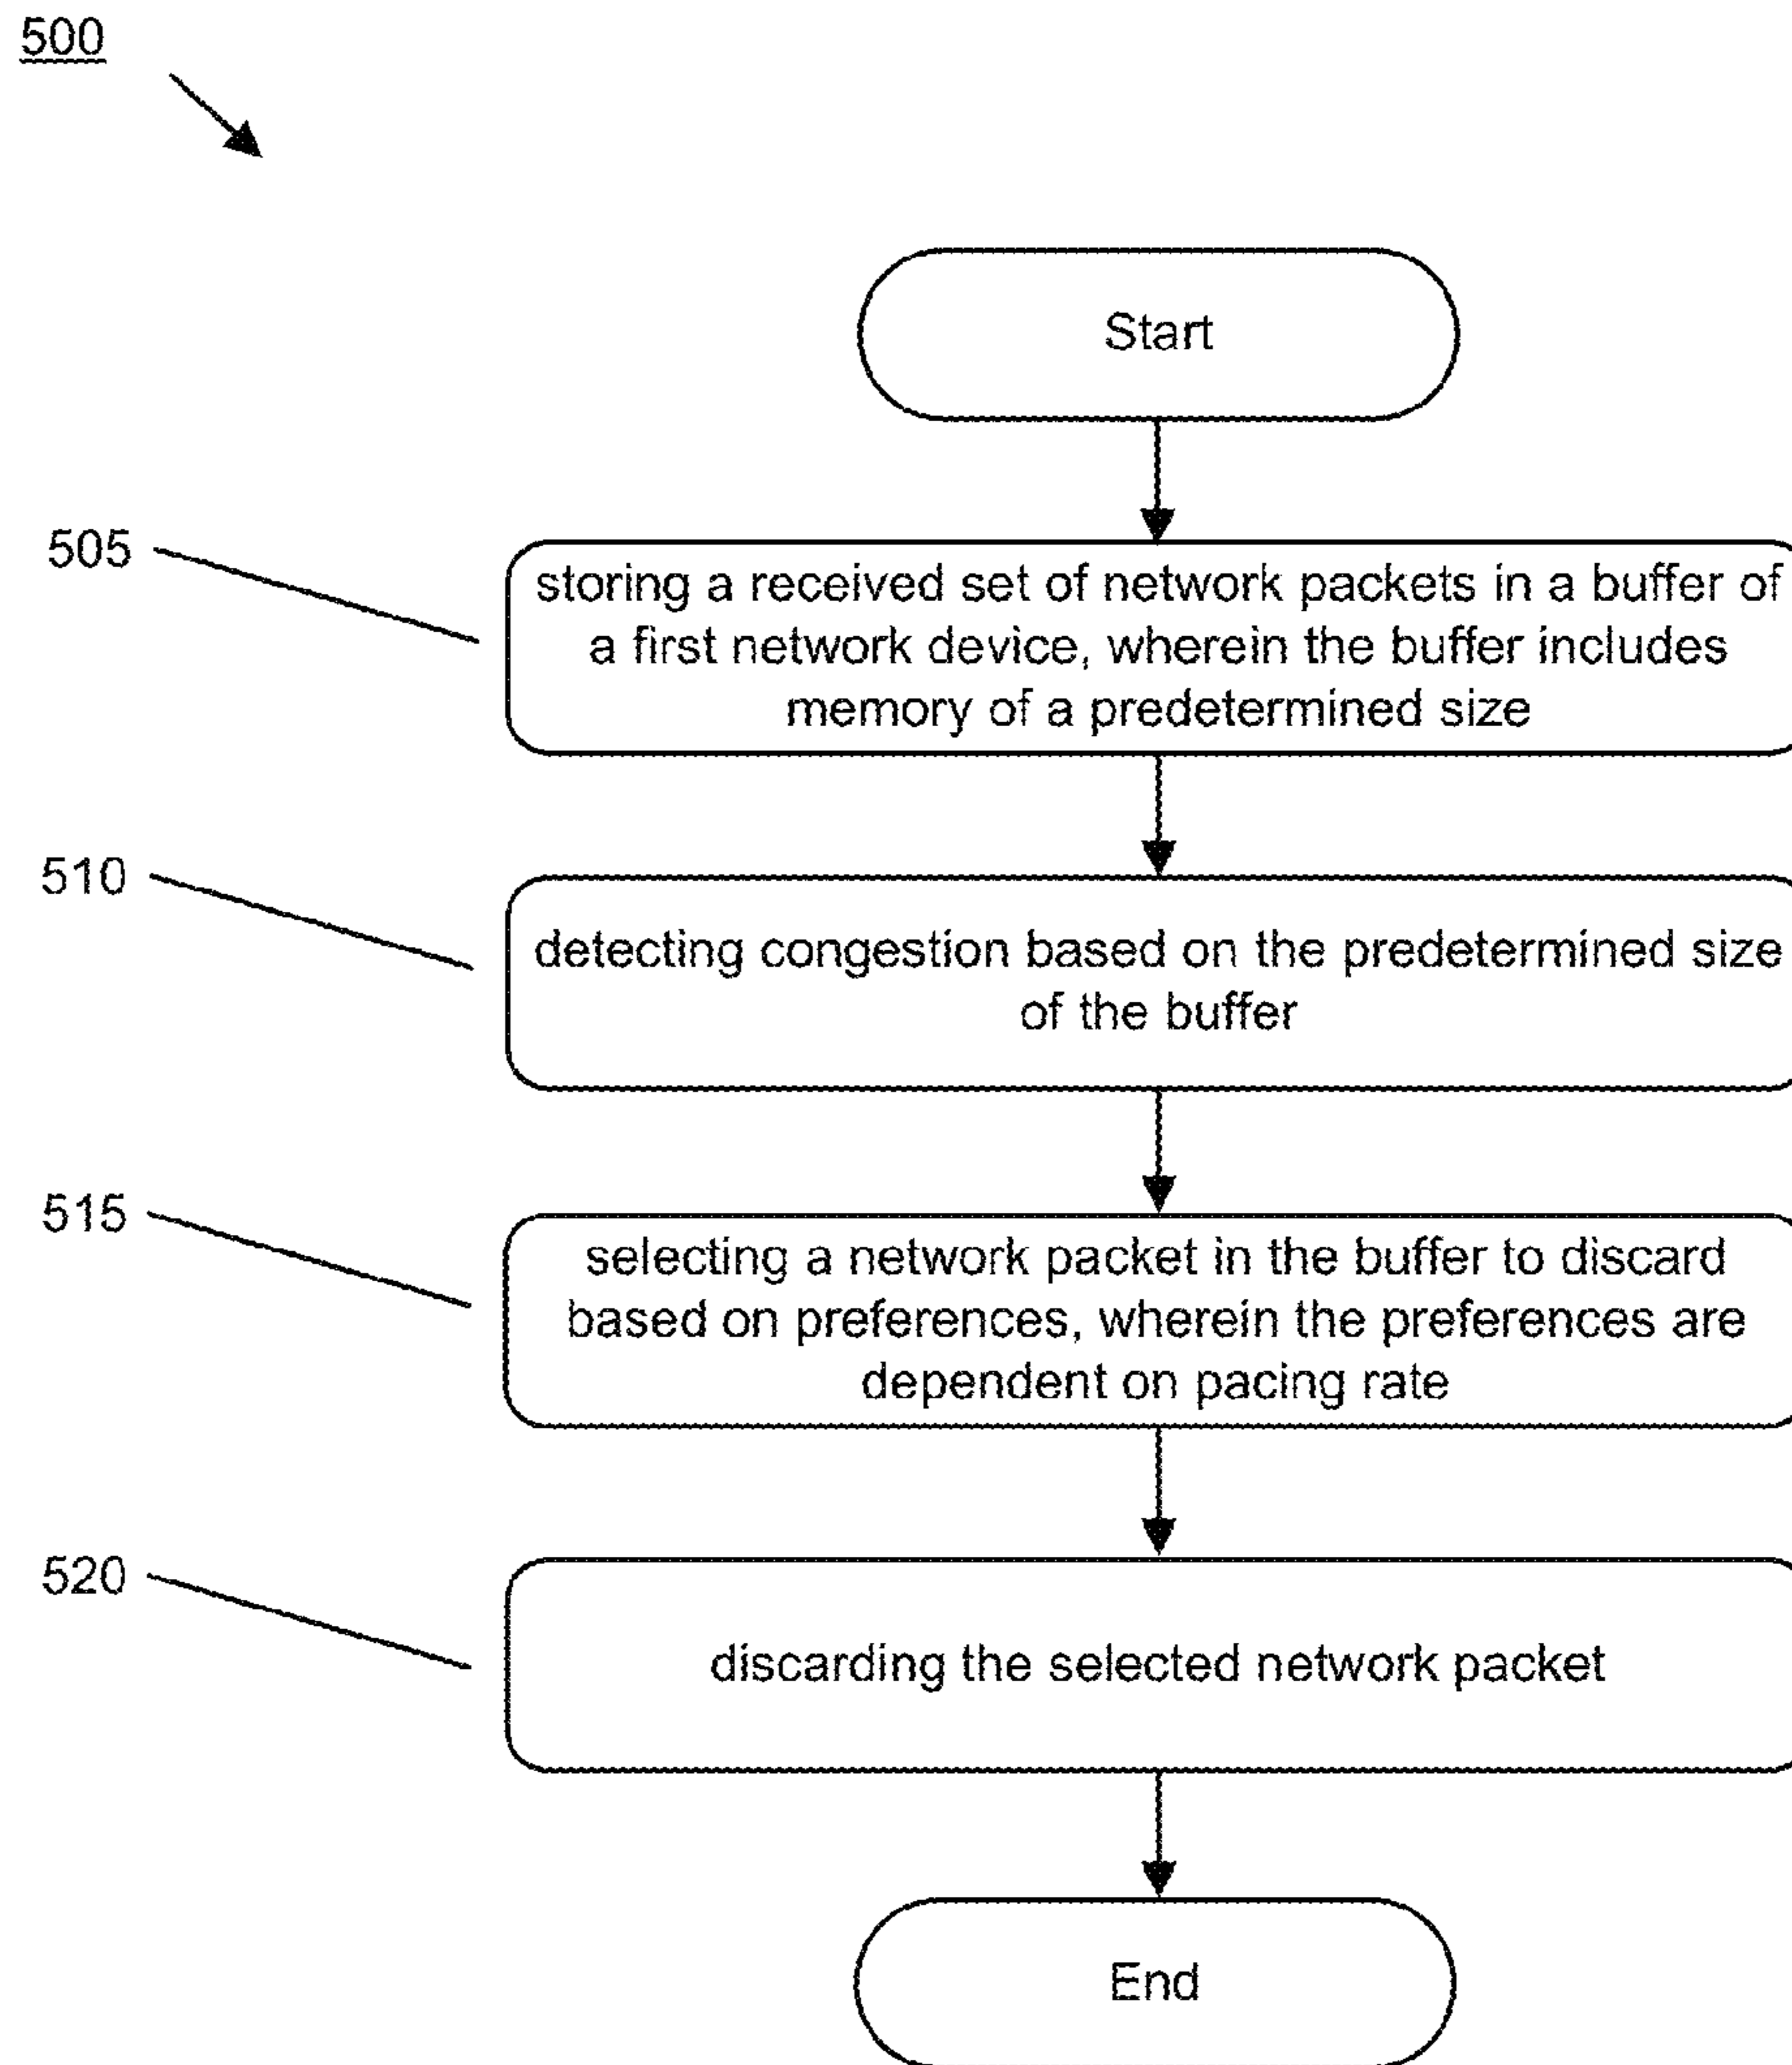 500
Start
505
storing a received set of network packets in a buffer of
a first network device, wherein the buffer includes
memory of a predetermined size
510
detecting congestion based on the predetermined size
of the buffer
515
selecting a network packet in the buffer to discard
based on preferences, wherein the preferences are
dependent on pacing rate
520
discarding the selected network packet
End